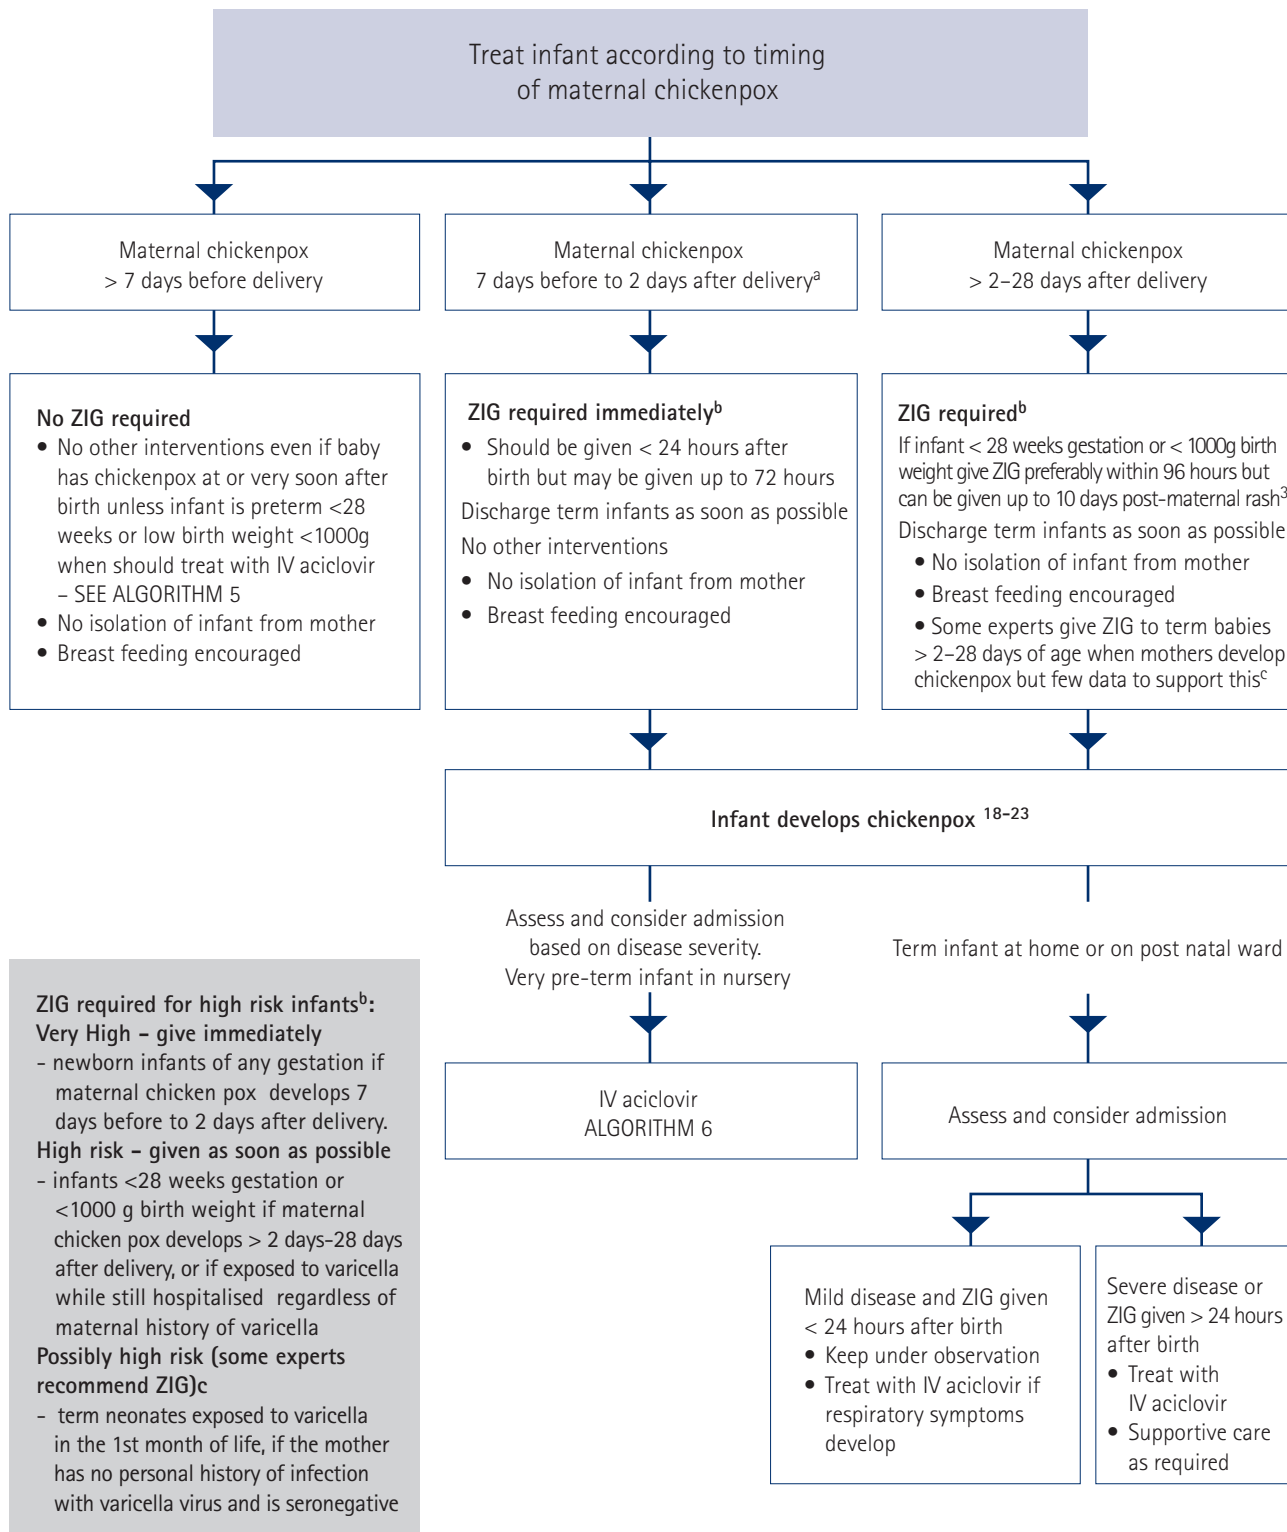 Treat infant according to timing
of maternal chickenpox
Maternal chickenpox
> 7 days before delivery
Maternal chickenpox
7 days before to 2 days after deliveryᵃ
Maternal chickenpox
> 2–28 days after delivery
No ZIG required
• No other interventions even if baby
has chickenpox at or very soon after
birth unless infant is preterm <28
weeks or low birth weight <1000g
when should treat with IV aciclovir
– SEE ALGORITHM 5
• No isolation of infant from mother
• Breast feeding encouraged
ZIG required immediatelyᵇ
• Should be given < 24 hours after
birth but may be given up to 72 hours
Discharge term infants as soon as possible
No other interventions
• No isolation of infant from mother
• Breast feeding encouraged
ZIG requiredᵇ
If infant < 28 weeks gestation or < 1000g birth
weight give ZIG preferably within 96 hours but
can be given up to 10 days post-maternal rash³
Discharge term infants as soon as possible
• No isolation of infant from mother
• Breast feeding encouraged
• Some experts give ZIG to term babies
> 2–28 days of age when mothers develop
chickenpox but few data to support thisᶜ
Infant develops chickenpox ¹⁸⁻²³
Assess and consider admission
based on disease severity.
Very pre-term infant in nursery
Term infant at home or on post natal ward
IV aciclovir
ALGORITHM 6
Assess and consider admission
Mild disease and ZIG given
< 24 hours after birth
• Keep under observation
• Treat with IV aciclovir if
respiratory symptoms
develop
Severe disease or
ZIG given > 24 hours
after birth
• Treat with
IV aciclovir
• Supportive care
as required
ZIG required for high risk infantsᵇ:
Very High – give immediately
- newborn infants of any gestation if
maternal chicken pox develops 7
days before to 2 days after delivery.
High risk – given as soon as possible
- infants <28 weeks gestation or
<1000 g birth weight if maternal
chicken pox develops > 2 days-28 days
after delivery, or if exposed to varicella
while still hospitalised regardless of
maternal history of varicella
Possibly high risk (some experts
recommend ZIG)c
- term neonates exposed to varicella
in the 1st month of life, if the mother
has no personal history of infection
with varicella virus and is seronegative